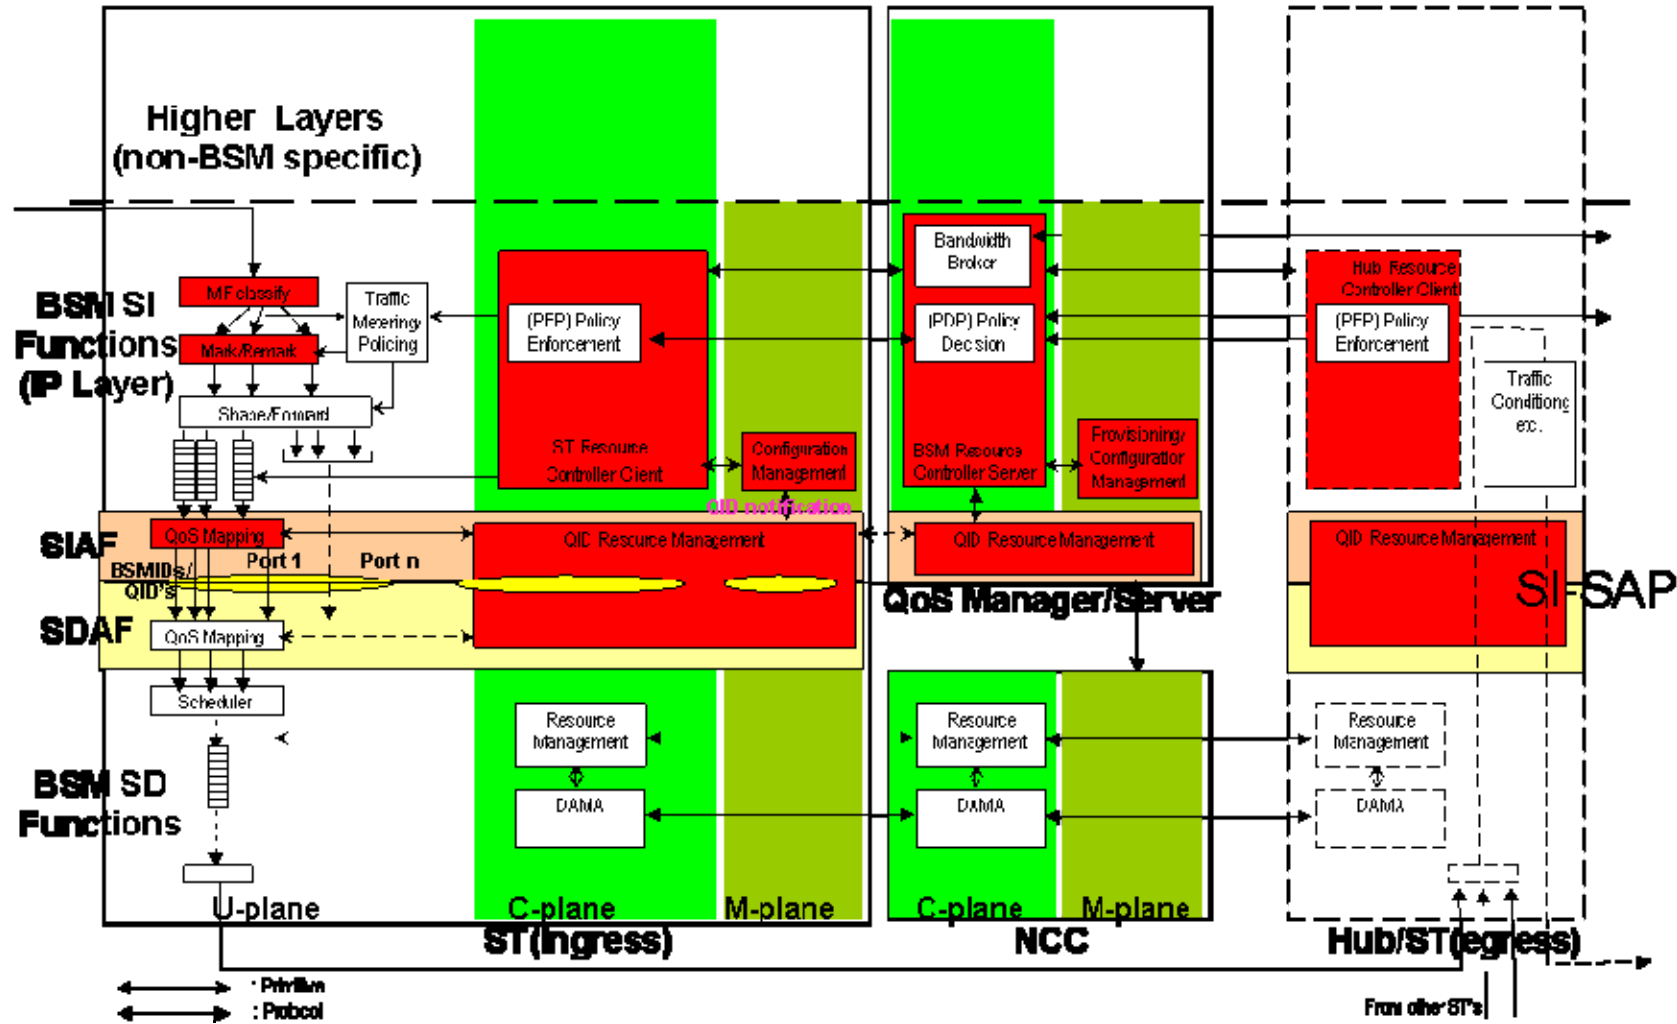 Higher Layers
(non-BSM specific)
BSM SI
Functions
(IP Layer)
MF classify
Mark/Remark
Traffic
Metering/
Policing
Shape/Forward
(PFP) Policy
Enforcement
ST Resource
Controller Client
Configuration
Management
QID notification
Bandwidth
Broker
(PDP) Policy
Decision
BSM Resource
Controller Server
Provisioning/
Configuration
Management
Hub Resource
Controller Client
(PFP) Policy
Enforcement
Traffic
Conditiong
etc.
SIAF
QoS Mapping
Port 1
Port n
BSMIDs/
QID's
QID Resource Management
QID Resource Management
QID Resource Management
SI-SAP
QoS Manager/Server
SDAF
QoS Mapping
Scheduler
BSM SD
Functions
Resource
Management
DAMA
Resource
Management
DAMA
Resource
Management
DAMA
U-plane
C-plane
M-plane
C-plane
M-plane
ST(Ingress)
NCC
Hub/ST(egress)
: Primitive
: Protocol
From other ST's